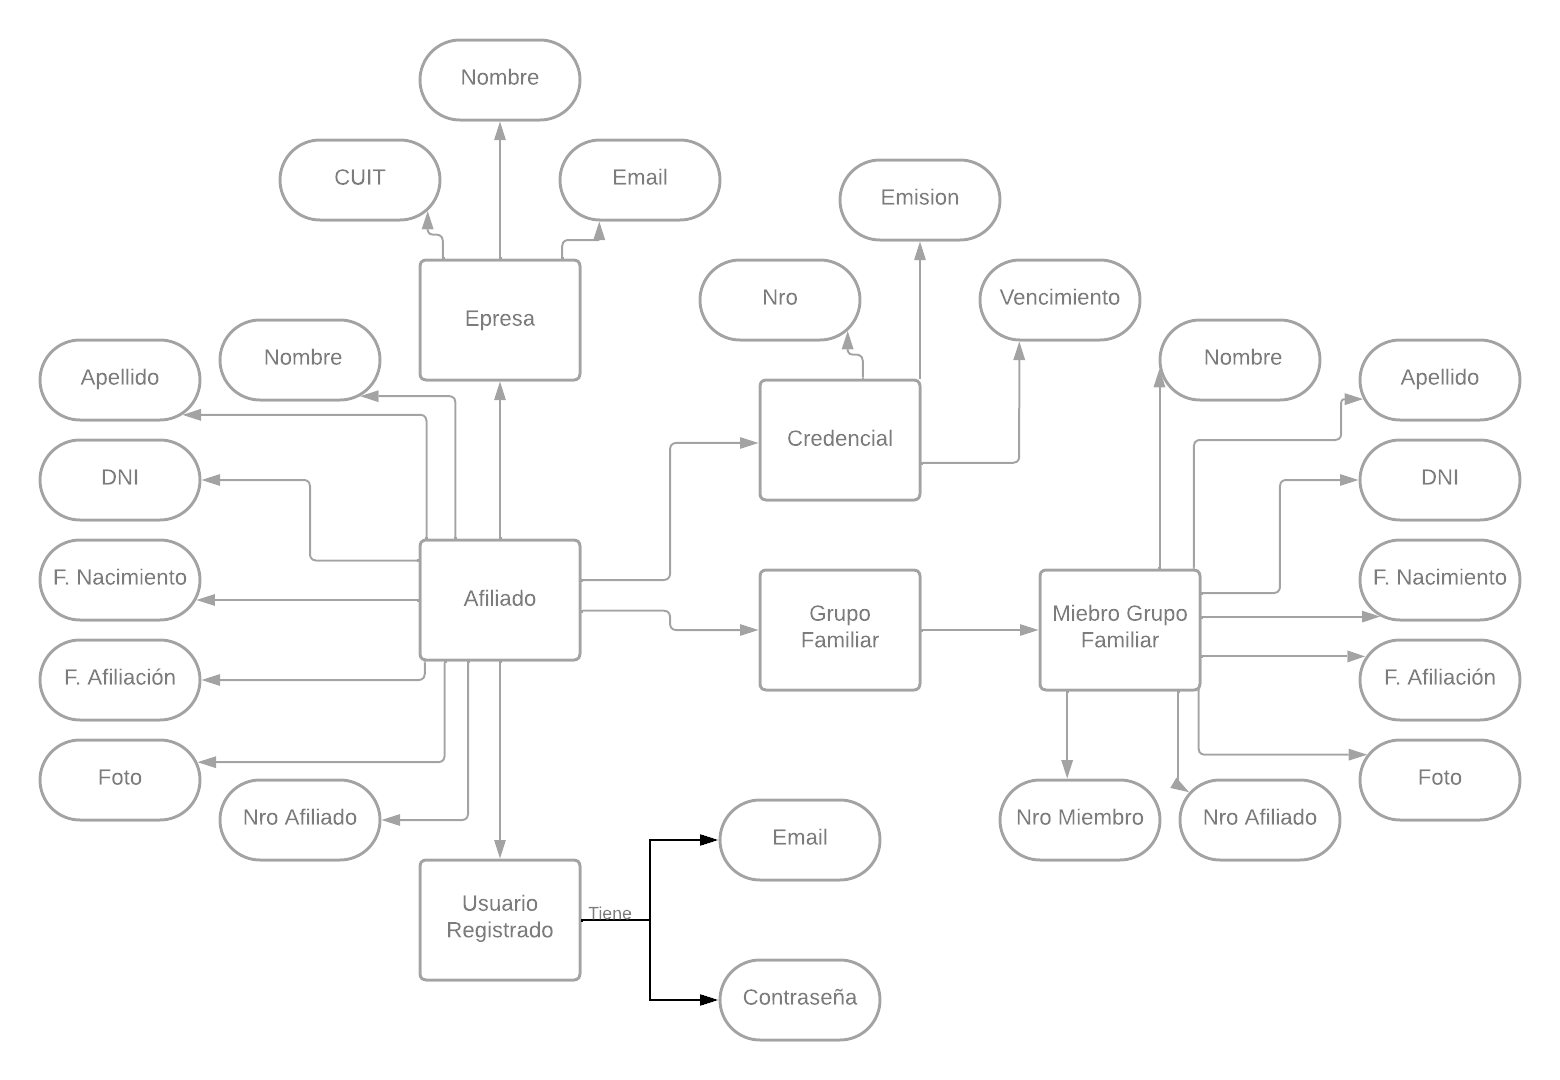 Nombre
CUIT
Email
Emision
Nro
Vencimiento
Epresa
Nombre
Apellido
Nombre
Apellido
Credencial
DNI
DNI
F. Nacimiento
Afiliado
Grupo
Familiar
Miebro Grupo
Familiar
F. Nacimiento
F. Afiliación
F. Afiliación
Foto
Nro Afiliado
Nro Miembro
Nro Afiliado
Foto
Email
Usuario
Registrado
Tiene
Contraseña